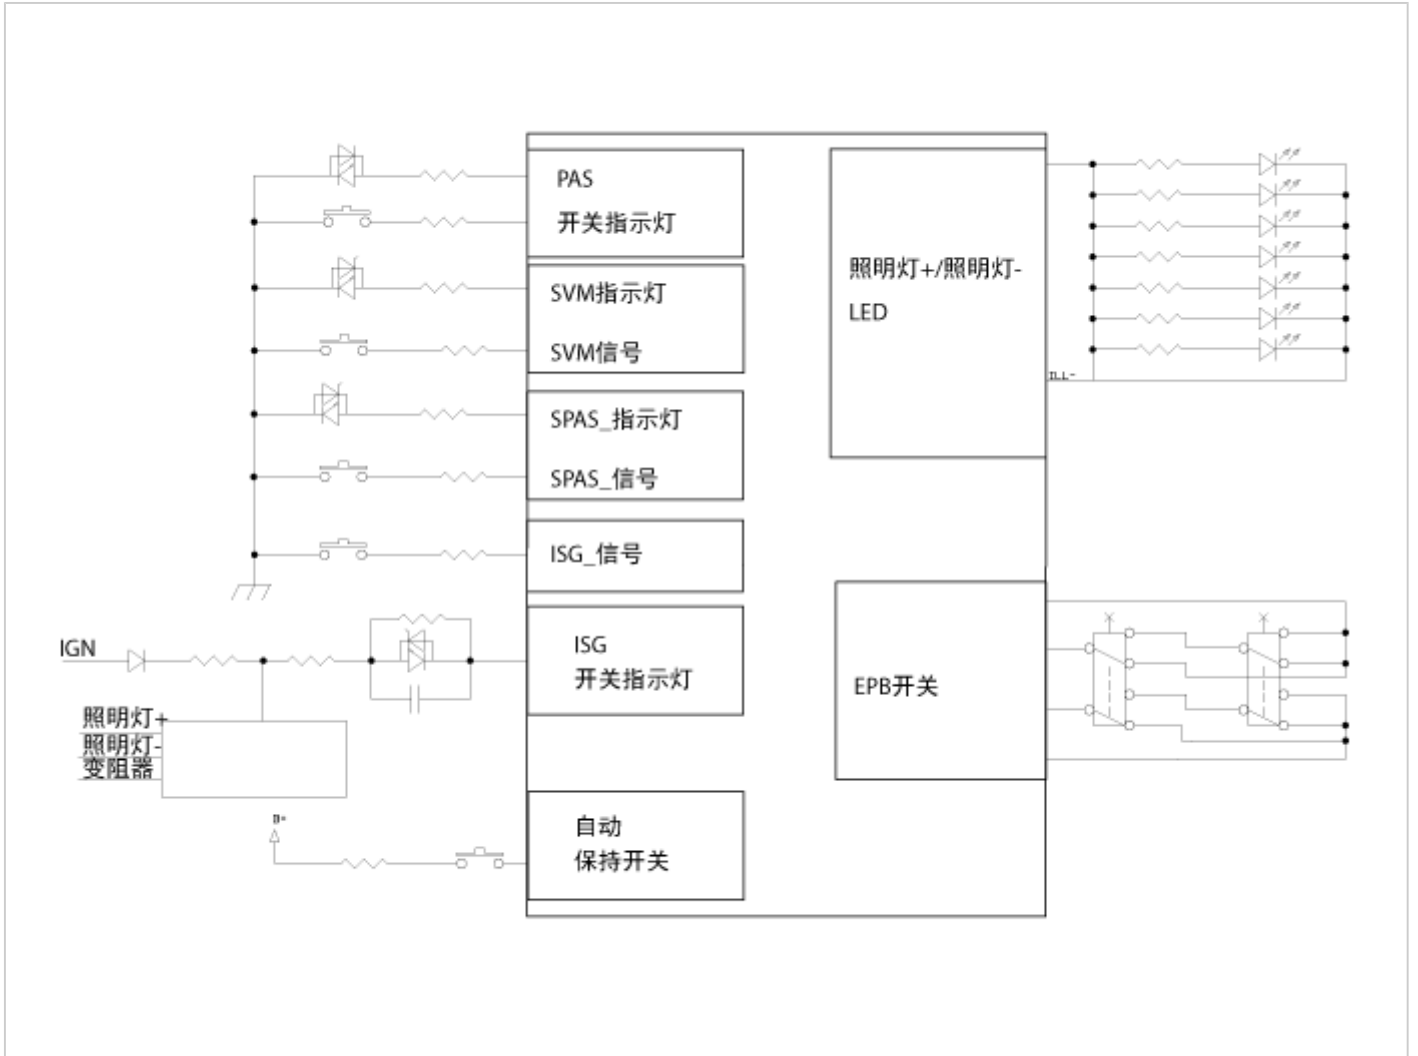 PAS
开关指示灯
SVM指示灯
SVM信号
SPAS_指示灯
SPAS_信号
ISG_信号
ISG
开关指示灯
自动
保持开关
照明灯+/照明灯-
LED
ILL-
EPB开关
IGN
照明灯+
照明灯-
变阻器
B+